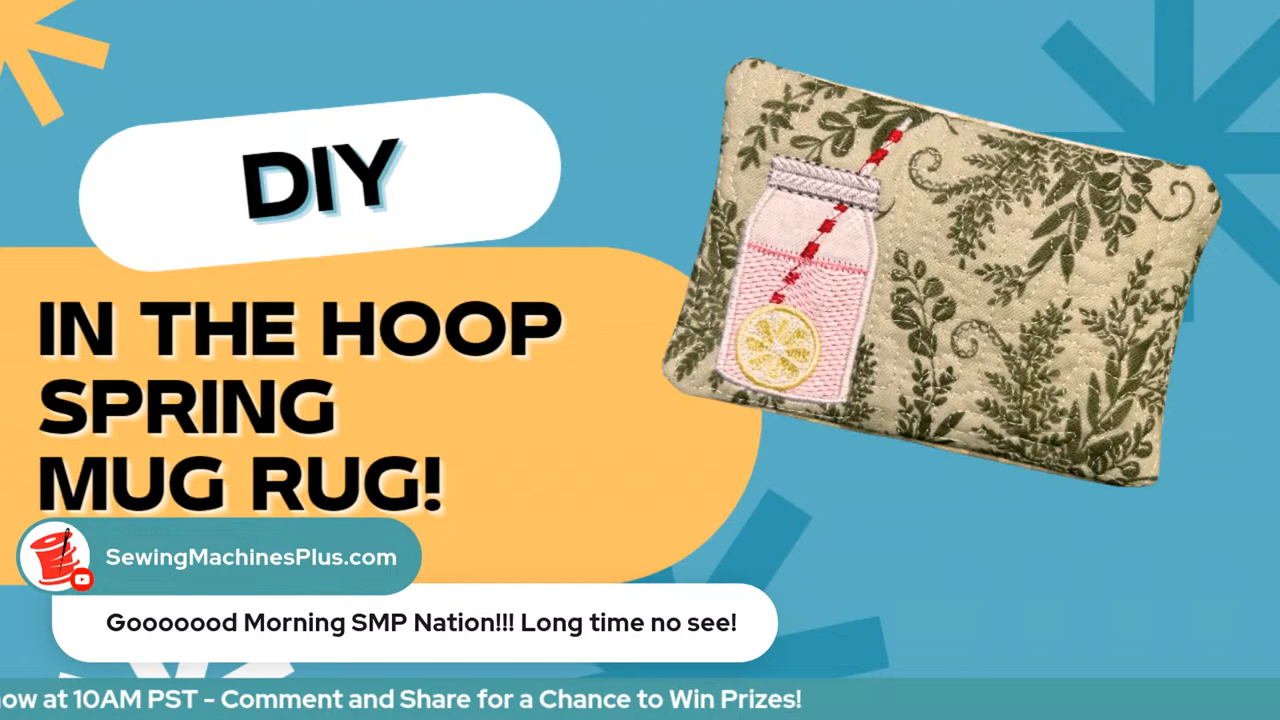 DIY
IN THE HOOP
SPRING
MUG RUG!
SewingMachinesPlus.com
Gooooood Morning SMP Nation!!! Long time no see!
at 10AM PST - Comment and Share for a Chance to Win Prizes!